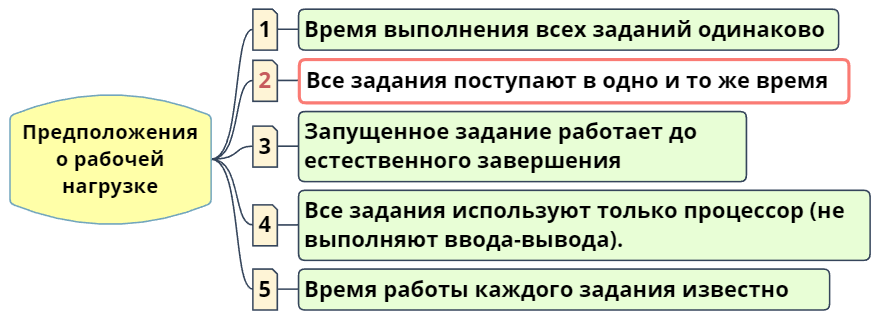 Предположения
о рабочей
нагрузке
1 Время выполнения всех заданий одинаково
2 Все задания поступают в одно и то же время
3 Запущенное задание работает до
естественного завершения
4 Все задания используют только процессор (не
выполняют ввода-вывода).
5 Время работы каждого задания известно